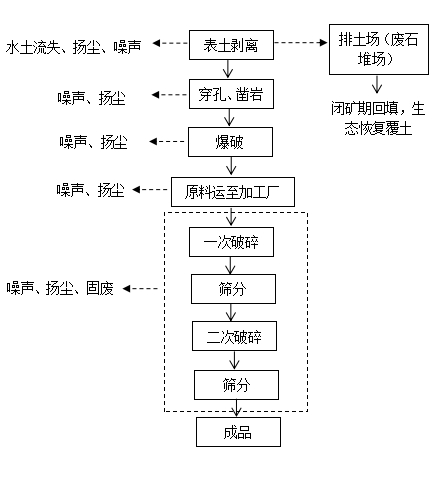 水土流失、扬尘、噪声
表土剥离
排土场（废石
堆场）
噪声、扬尘
穿孔、凿岩
闭矿期回填，生
态恢复覆土
噪声、扬尘
爆破
噪声、扬尘
原料运至加工厂
一次破碎
噪声、扬尘、固废
筛分
二次破碎
筛分
成品